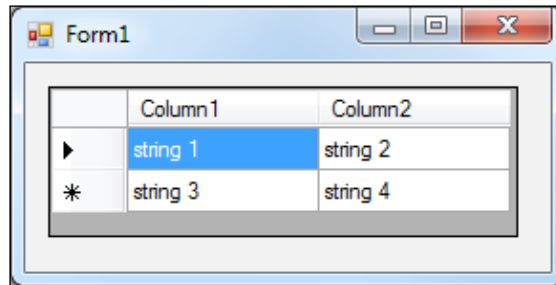 Form1
Column1 Column2
string 1 string 2
string 3 string 4